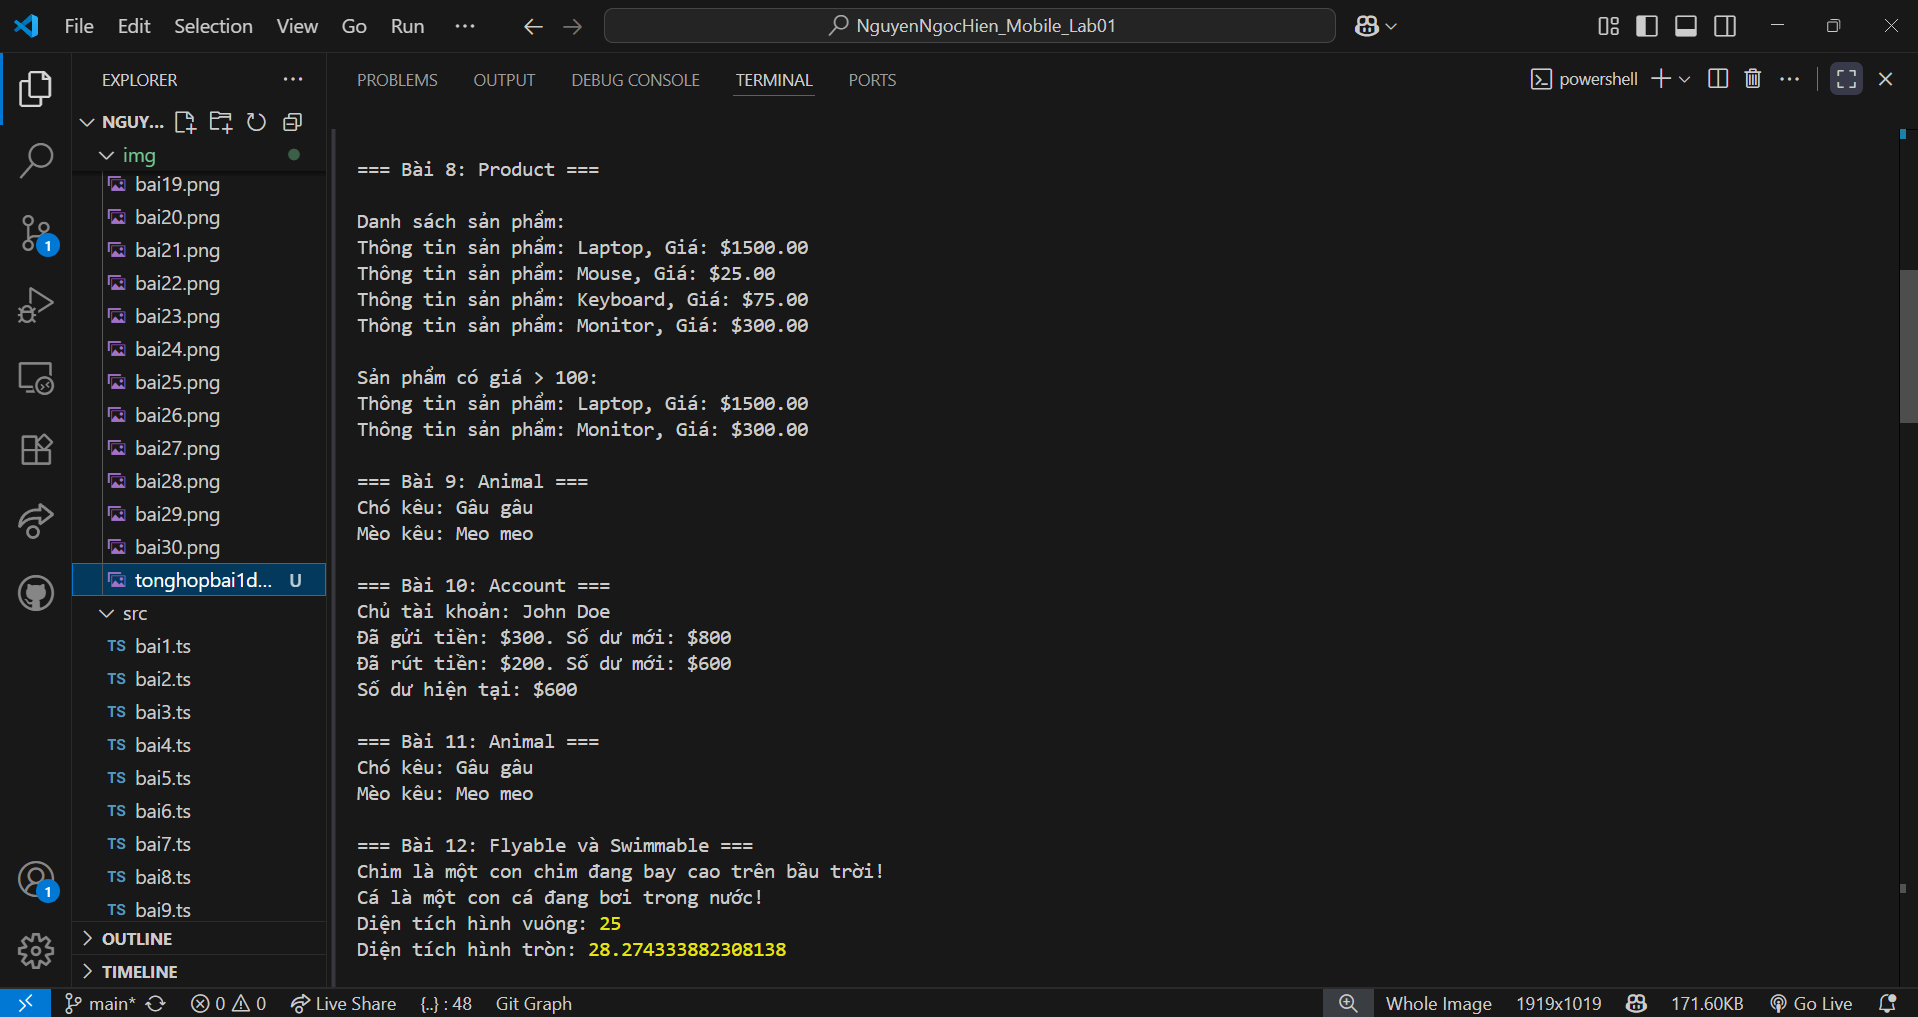 File Edit Selection View Go Run ···
NguyenNgocHien_Mobile_Lab01
EXPLORER
NGUY...
img
bai19.png
bai20.png
bai21.png
bai22.png
bai23.png
bai24.png
bai25.png
bai26.png
bai27.png
bai28.png
bai29.png
bai30.png
tonghopbai1d... U
src
TS bai1.ts
TS bai2.ts
TS bai3.ts
TS bai4.ts
TS bai5.ts
TS bai6.ts
TS bai7.ts
TS bai8.ts
TS bai9.ts
OUTLINE
TIMELINE
1
1
PROBLEMS OUTPUT DEBUG CONSOLE TERMINAL PORTS
powershell
=== Bài 8: Product ===
Danh sách sản phẩm:
Thông tin sản phẩm: Laptop, Giá: $1500.00
Thông tin sản phẩm: Mouse, Giá: $25.00
Thông tin sản phẩm: Keyboard, Giá: $75.00
Thông tin sản phẩm: Monitor, Giá: $300.00
Sản phẩm có giá > 100:
Thông tin sản phẩm: Laptop, Giá: $1500.00
Thông tin sản phẩm: Monitor, Giá: $300.00
=== Bài 9: Animal ===
Chó kêu: Gâu gâu
Mèo kêu: Meo meo
=== Bài 10: Account ===
Chủ tài khoản: John Doe
Đã gửi tiền: $300. Số dư mới: $800
Đã rút tiền: $200. Số dư mới: $600
Số dư hiện tại: $600
=== Bài 11: Animal ===
Chó kêu: Gâu gâu
Mèo kêu: Meo meo
=== Bài 12: Flyable và Swimmable ===
Chim là một con chim đang bay cao trên bầu trời!
Cá là một con cá đang bơi trong nước!
Diện tích hình vuông: 25
Diện tích hình tròn: 28.274333882308138
main* 0 0 Live Share {..} : 48 Git Graph
Whole Image 1919x1019 171.60KB Go Live